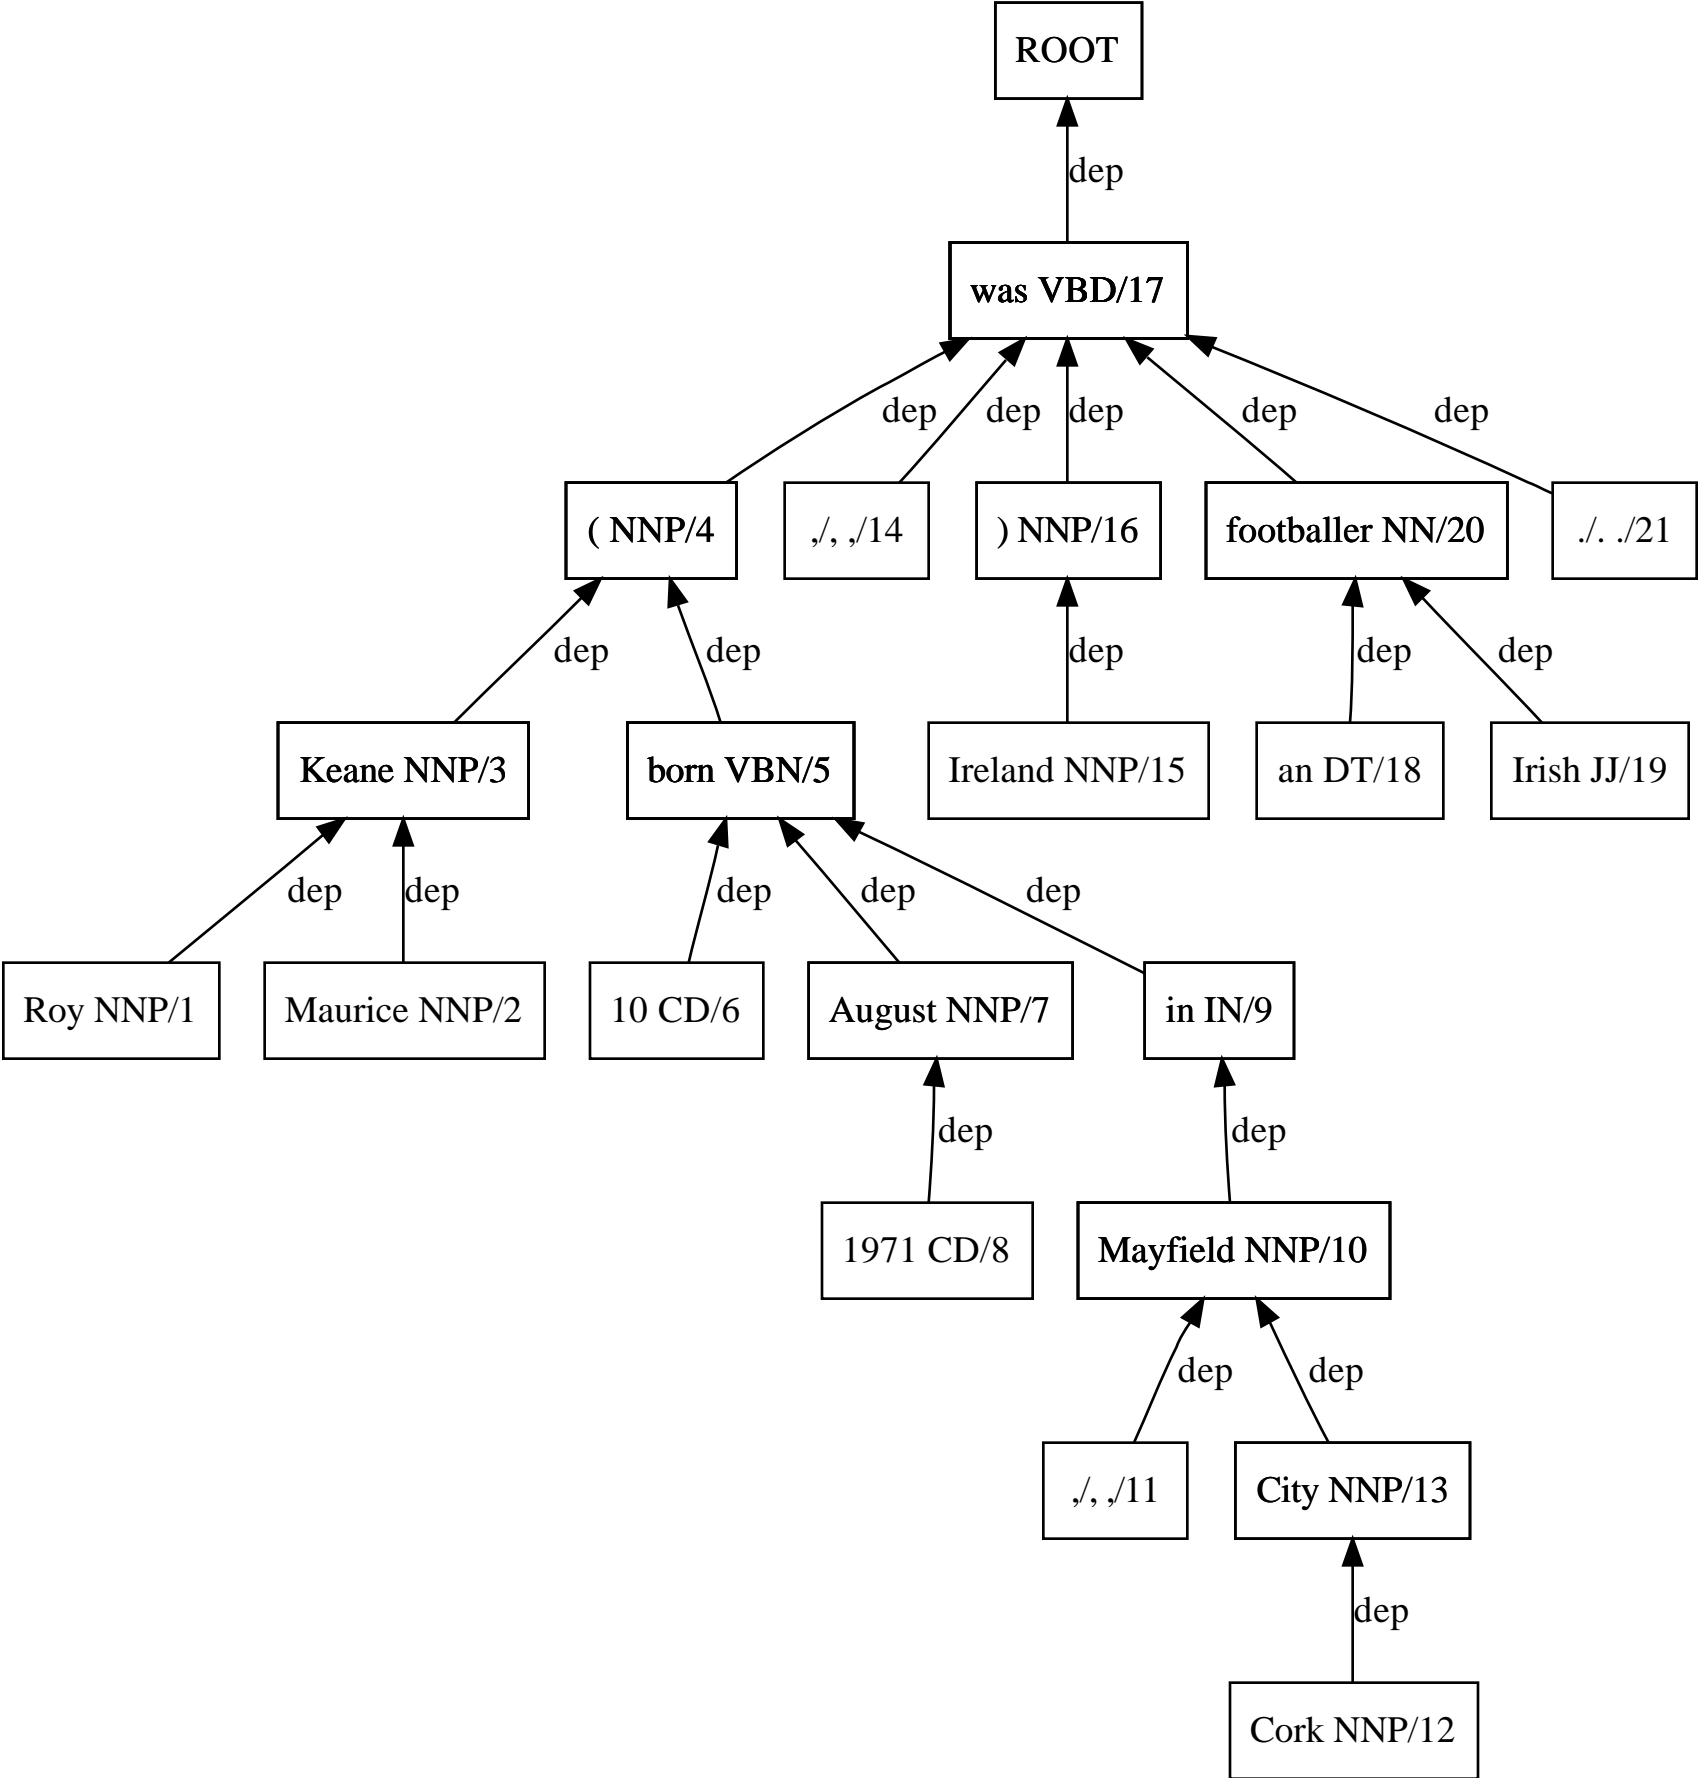 ROOT
dep
was VBD/17
dep dep dep dep dep
( NNP/4 ,/, ,/14 ) NNP/16 footballer NN/20 ./. ./21
dep dep dep dep dep
Keane NNP/3 born VBN/5 Ireland NNP/15 an DT/18 Irish JJ/19
dep dep dep dep dep
Roy NNP/1 Maurice NNP/2 10 CD/6 August NNP/7 in IN/9
dep dep
1971 CD/8 Mayfield NNP/10
dep dep
,/, ,/11 City NNP/13
dep
Cork NNP/12